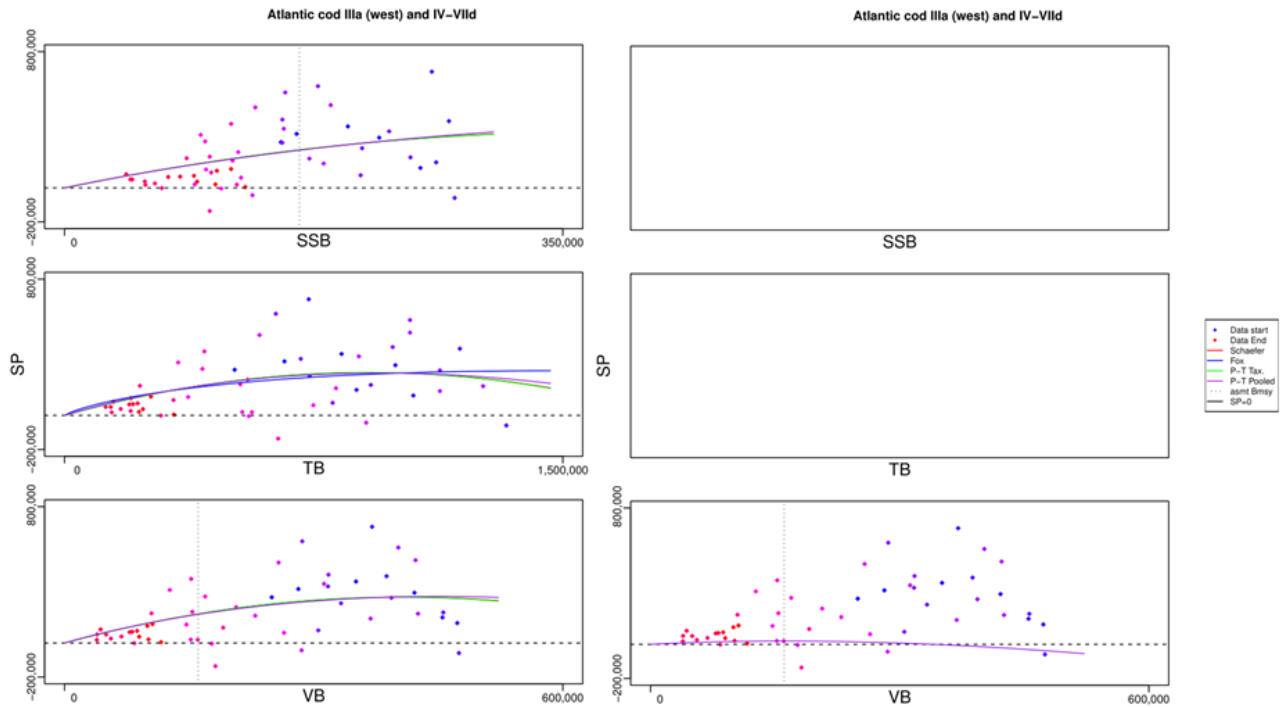 Atlantic cod IIIa (west) and IV−VIId
800,000
−200,000
0
350,000
SSB
800,000
SP
−200,000
0
1,500,000
TB
800,000
−200,000
0
600,000
VB
Atlantic cod IIIa (west) and IV−VIId
SSB
SP
TB
800,000
−200,000
0
600,000
VB
Data start
Data End
Schaefer
Fox
P−T Tax.
P−T Pooled
asmt Bmsy
SP=0